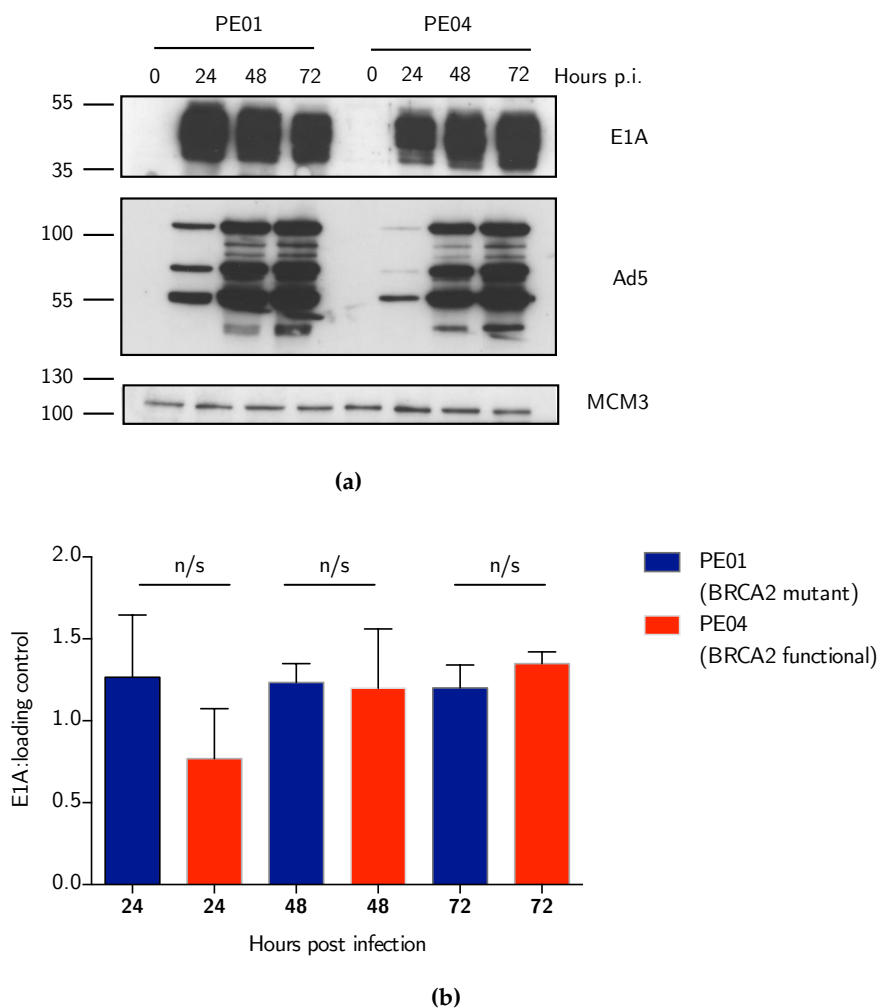 PE01 PE04
0 24 48 72 0 24 48 72 Hours p.i.
55
E1A
35
100
Ad5
55
130
MCM3
100
(a)
2.0
n/s n/s n/s
PE01
(BRCA2 mutant)
PE04
(BRCA2 functional)
1.5
1.0
0.5
0.0
E1A:loading control
24 24 48 48 72 72
Hours post infection
(b)